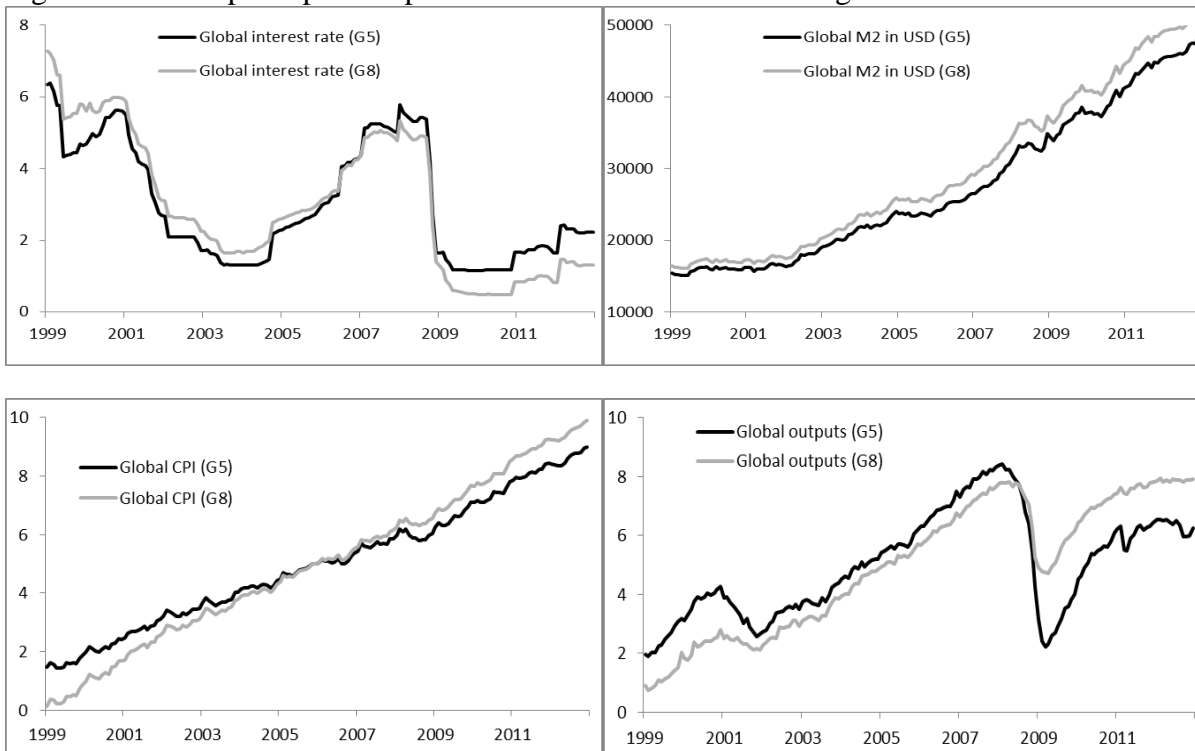 8
6
4
2
0
1999 2001 2003 2005 2007 2009 2011
Global interest rate (G5)
Global interest rate (G8)
50000
40000
30000
20000
10000
1999 2001 2003 2005 2007 2009 2011
Global M2 in USD (G5)
Global M2 in USD (G8)
10
8
6
4
2
0
1999 2001 2003 2005 2007 2009 2011
Global CPI (G5)
Global CPI (G8)
10
8
6
4
2
0
1999 2001 2003 2005 2007 2009 2011
Global outputs (G5)
Global outputs (G8)